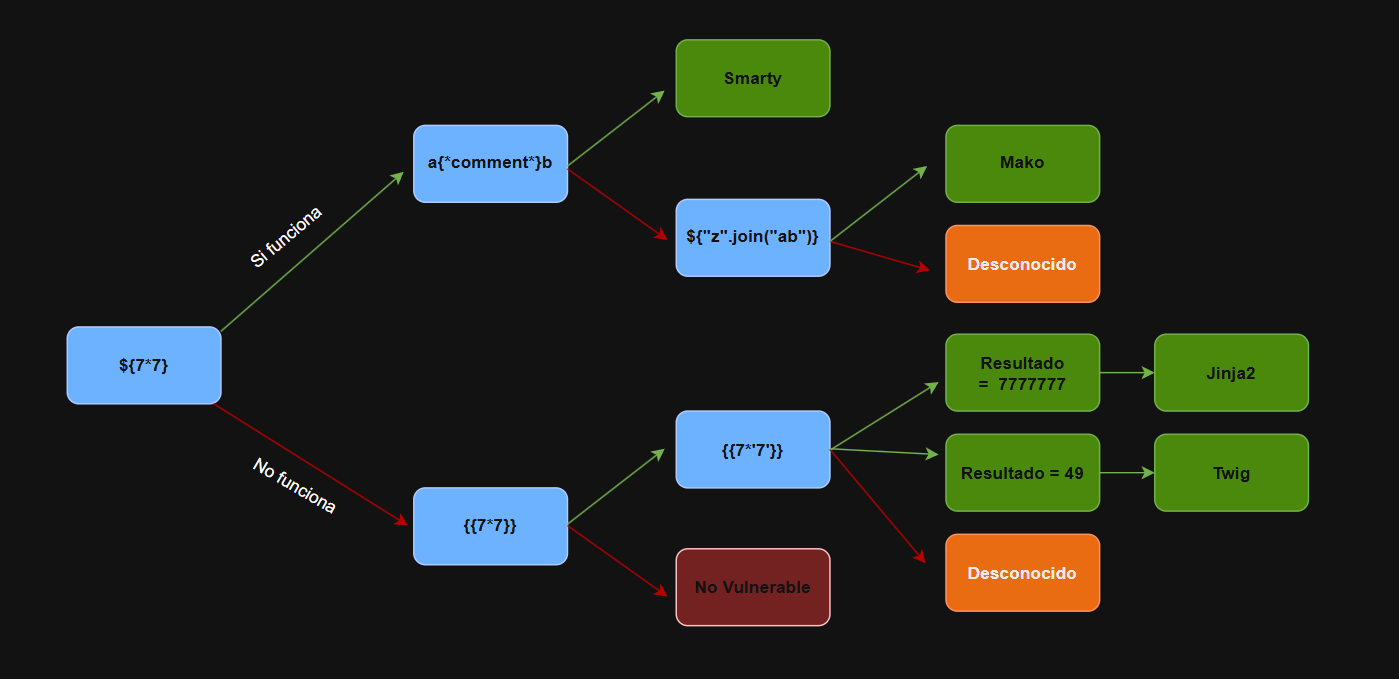 Smarty
a{*comment*}b
Mako
Si funciona
${"z".join("ab")}
Desconocido
${7*7}
Resultado
= 7777777
Jinja2
{{7*'7'}}
Resultado = 49
Twig
No funciona
{{7*7}}
Desconocido
No Vulnerable